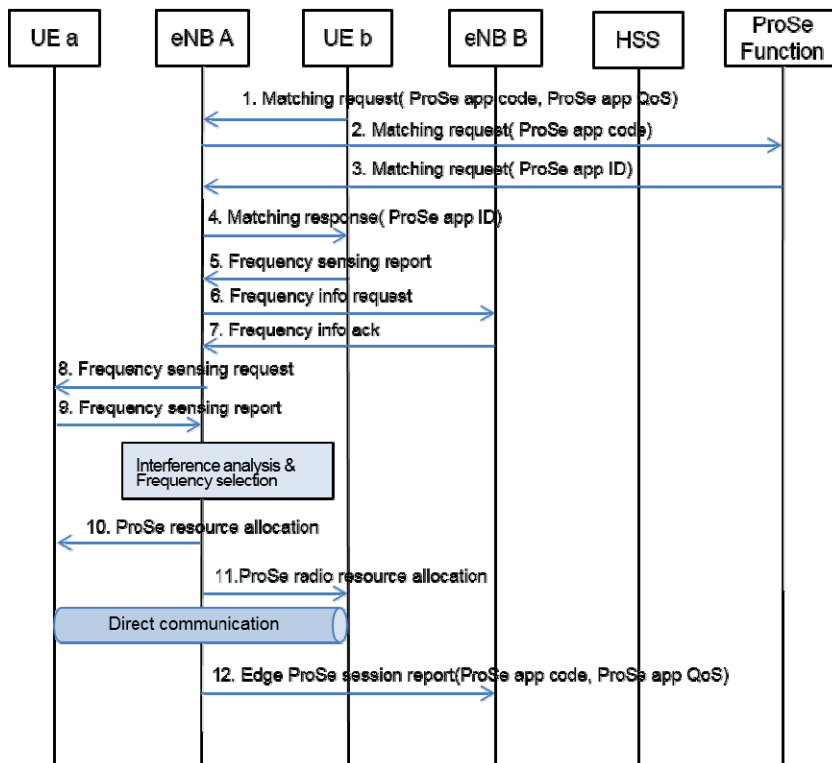 UE a
eNB A
UE b
eNB B
HSS
ProSe
Function
1. Matching request( ProSe app code, ProSe app QoS)
2. Matching request( ProSe app code)
3. Matching request( ProSe app ID)
4. Matching response( ProSe app ID)
5. Frequency sensing report
6. Frequency info request
7. Frequency info ack
8. Frequency sensing request
9. Frequency sensing report
Interference analysis &
Frequency selection
10. ProSe resource allocation
11.ProSe radio resource allocation
Direct communication
12. Edge ProSe session report(ProSe app code, ProSe app QoS)